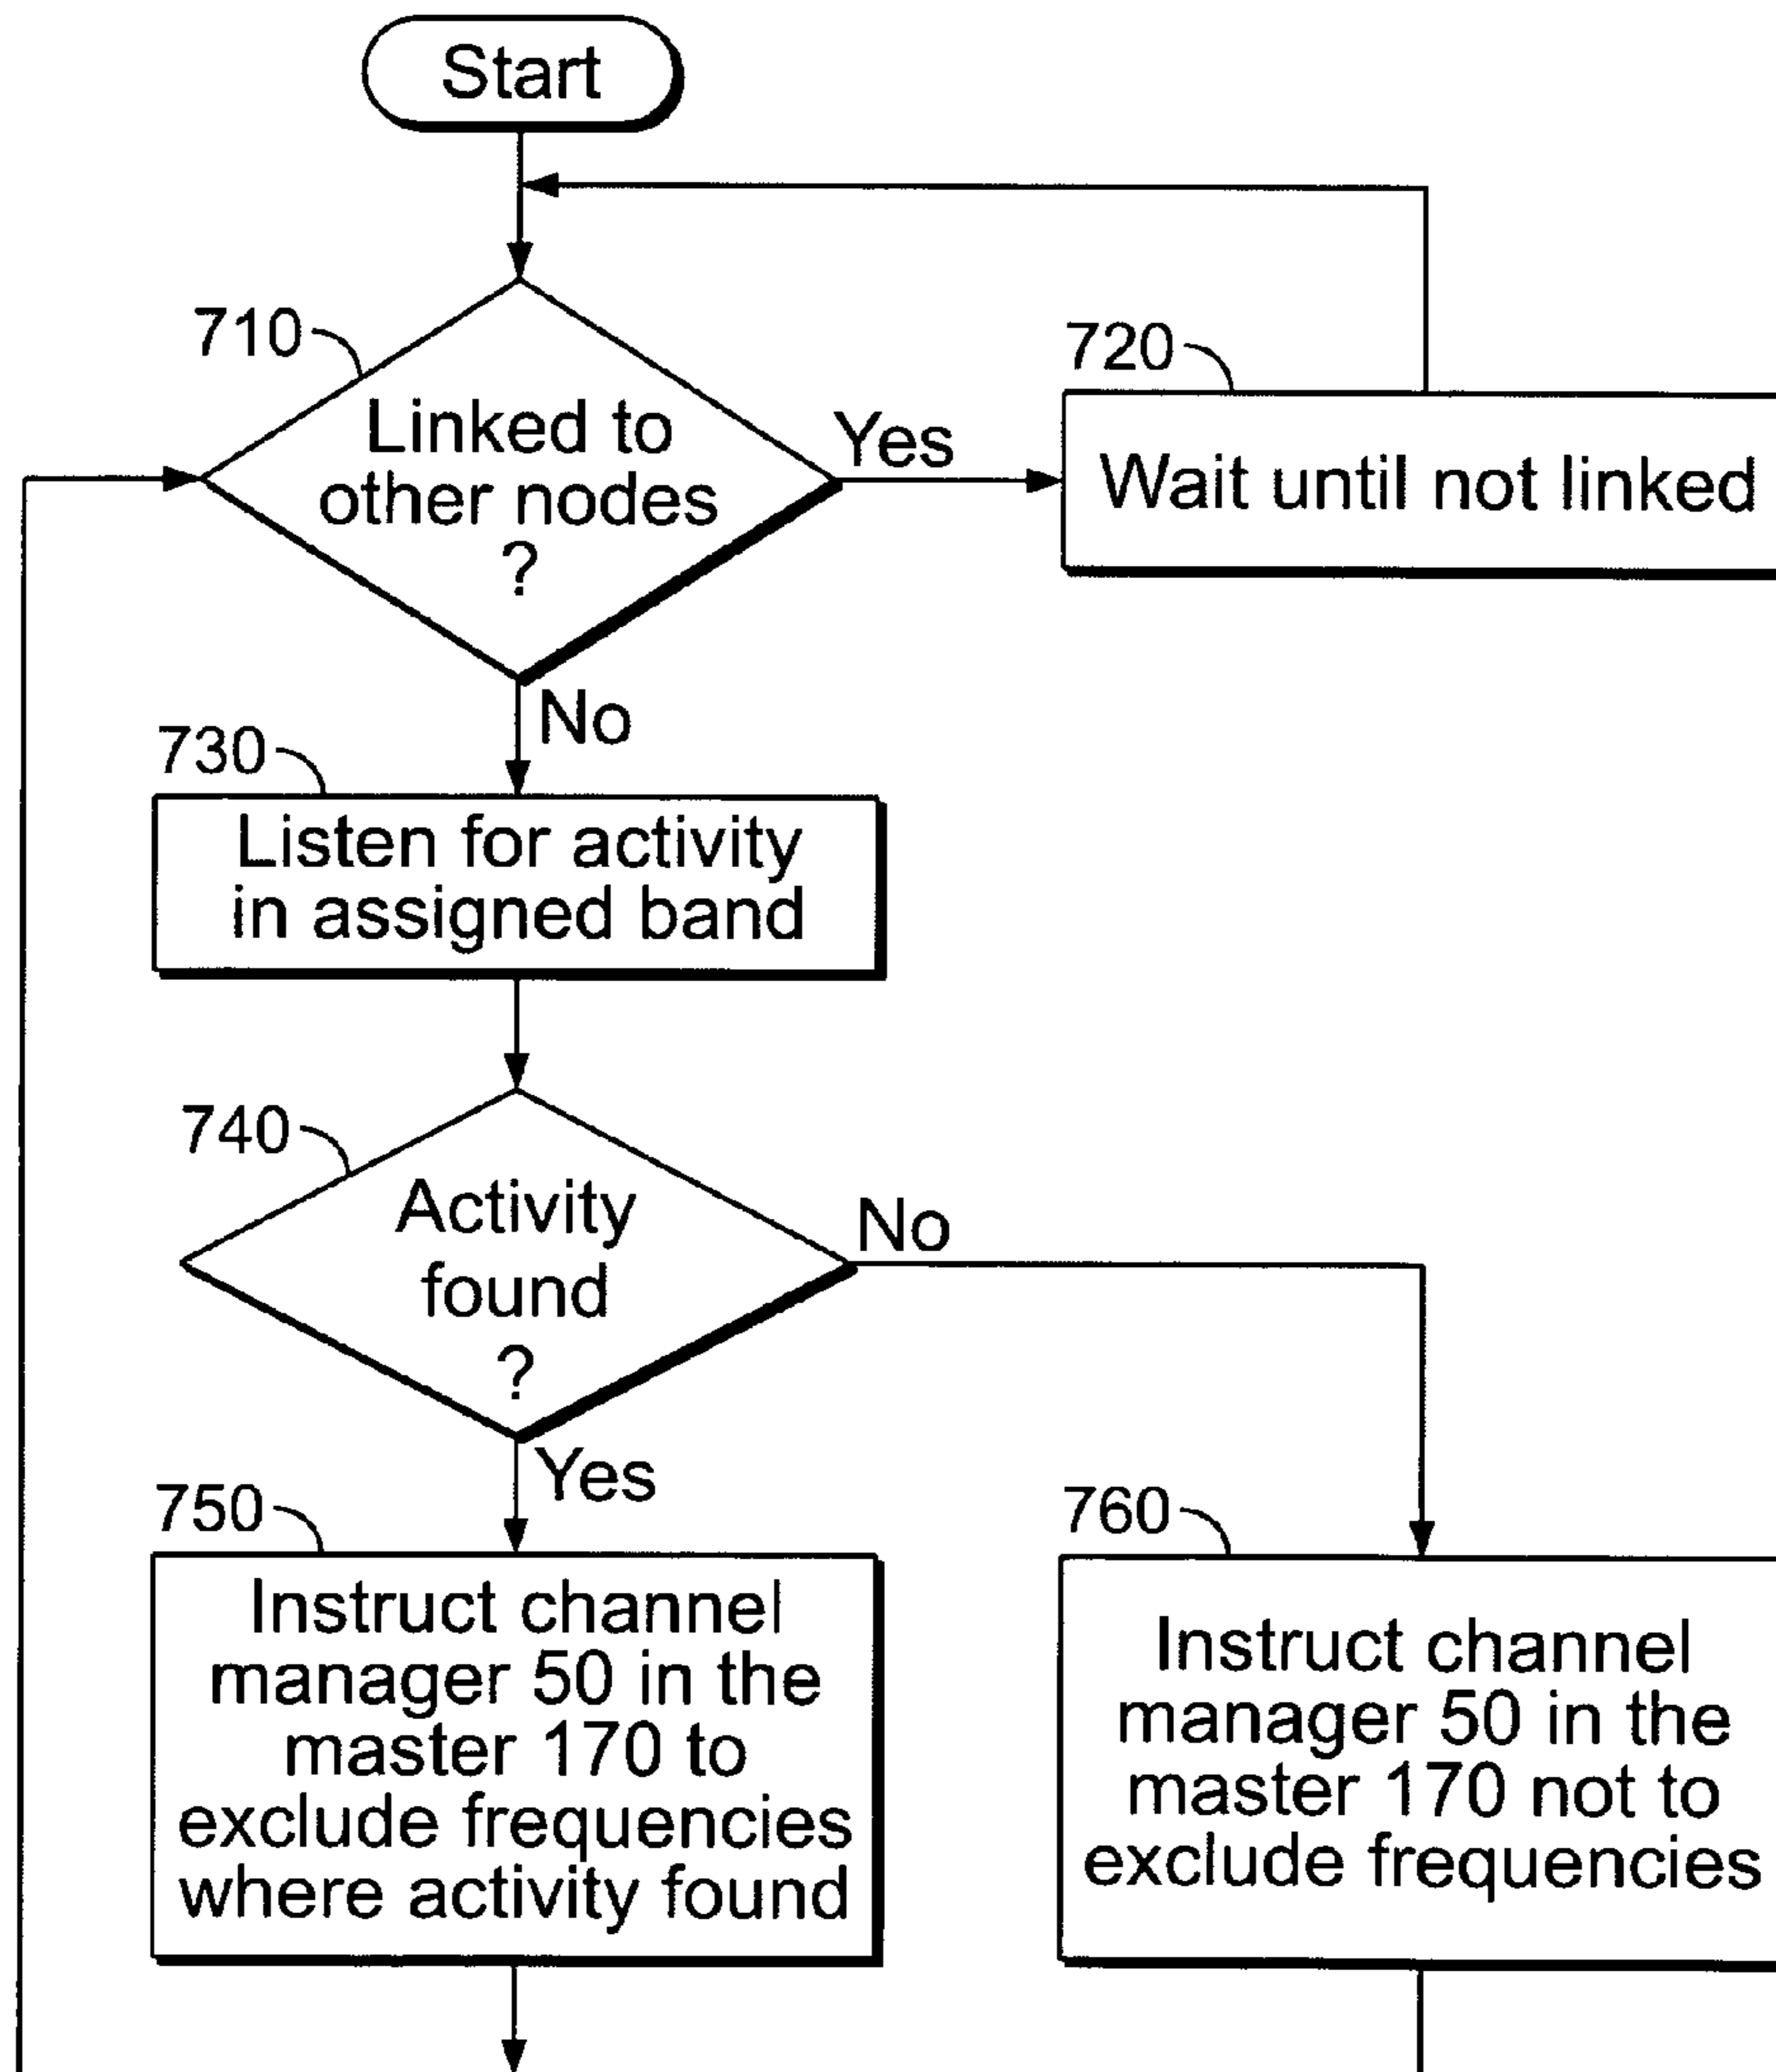 Start
710
Linked to
other nodes
?
Yes
720
Wait until not linked
No
730
Listen for activity
in assigned band
740
Activity
found
?
No
Yes
750
Instruct channel
manager 50 in the
master 170 to
exclude frequencies
where activity found
760
Instruct channel
manager 50 in the
master 170 not to
exclude frequencies